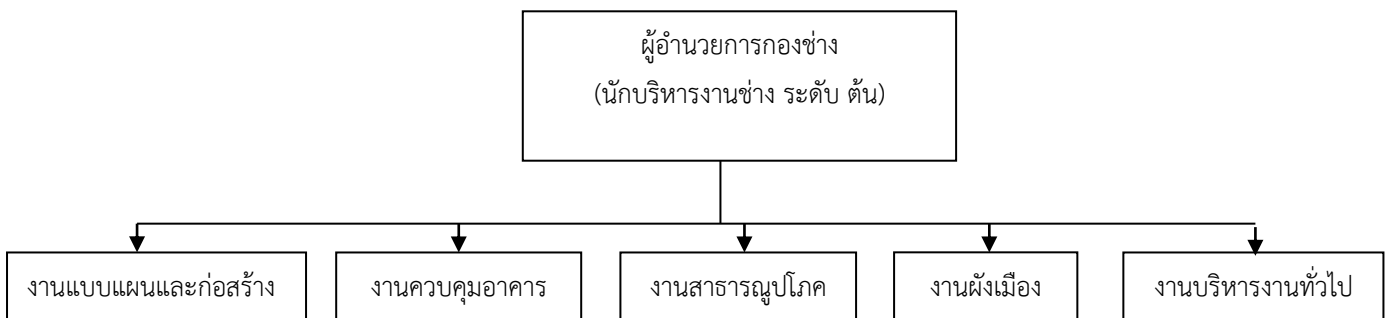 ผู้อำนวยการกองช่าง
(นักบริหารงานช่าง ระดับ ต้น)
งานแบบแผนและก่อสร้าง
งานควบคุมอาคาร
งานสาธารณูปโภค
งานผังเมือง
งานบริหารงานทั่วไป